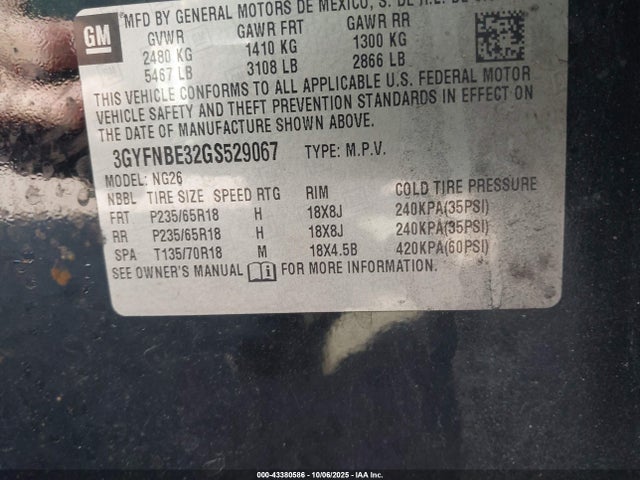 MFD BY GENERAL MOTORS DE MEXICO, S. DE R.L. DE
GM
GVWR GAWR FRT GAWR RR
2480 KG 1410 KG 1300 KG
5467 LB 3108 LB 2866 LB
THIS VEHICLE CONFORMS TO ALL APPLICABLE U.S. FEDERAL MOTOR
VEHICLE SAFETY AND THEFT PREVENTION STANDARDS IN EFFECT ON
THE DATE OF MANUFACTURE SHOWN ABOVE.
3GYFNBE32GS529067 TYPE: M.P.V.
MODEL: NG26
NBBL TIRE SIZE SPEED RTG RIM COLD TIRE PRESSURE
FRT P235/65R18 H 18X8J 240KPA(35PSI)
RR P235/65R18 H 18X8J 240KPA(35PSI)
SPA T135/70R18 M 18X4.5B 420KPA(60PSI)
SEE OWNER'S MANUAL FOR MORE INFORMATION.
000-43380586 - 10/06/2025 - IAA Inc.